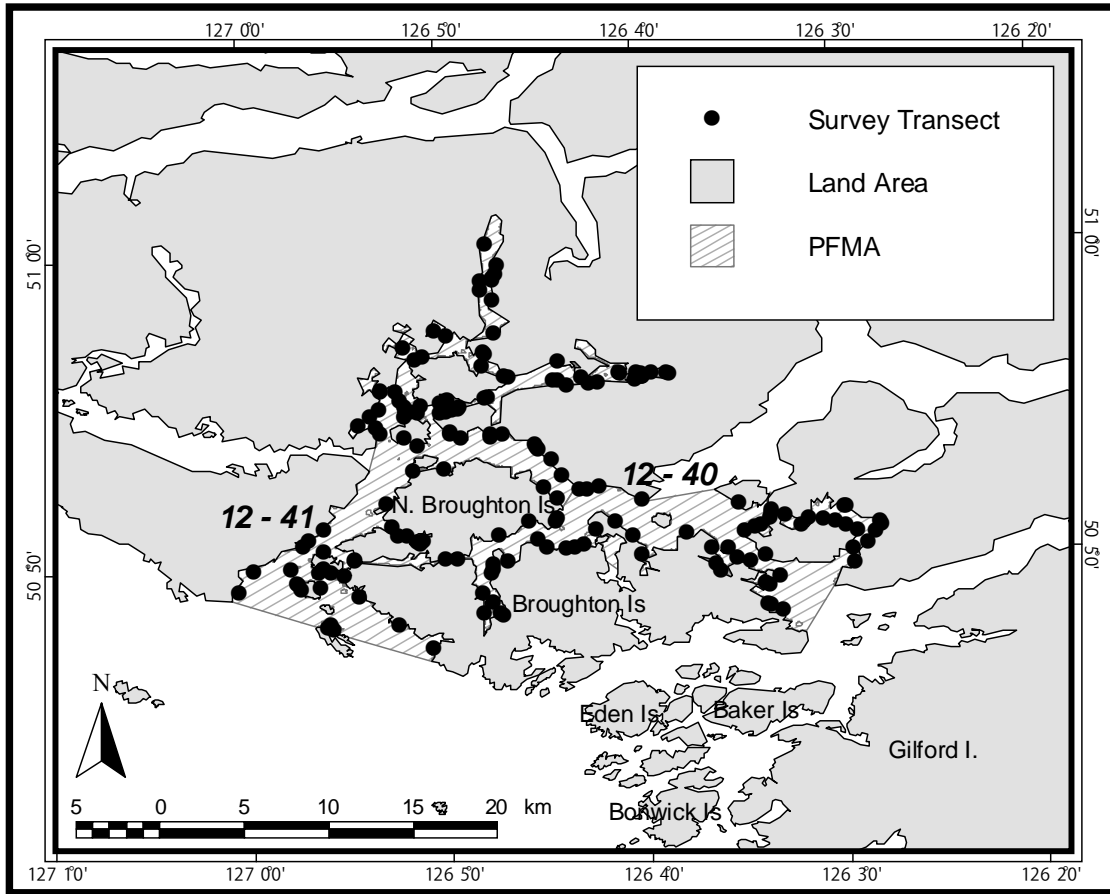 127 00' 126 50' 126 40' 126 30' 126 20'
Survey Transect
Land Area
PFMA
51 00'
51 00'
12 - 40
N. Broughton Is.
12 - 41
50 50'
50 50'
Broughton Is
N
Eden Is.
Baker Is
Gilford I.
Bonwick Is
5 0 5 10 15 20 km
127 10' 127 00' 126 50' 126 40' 126 30' 126 20'